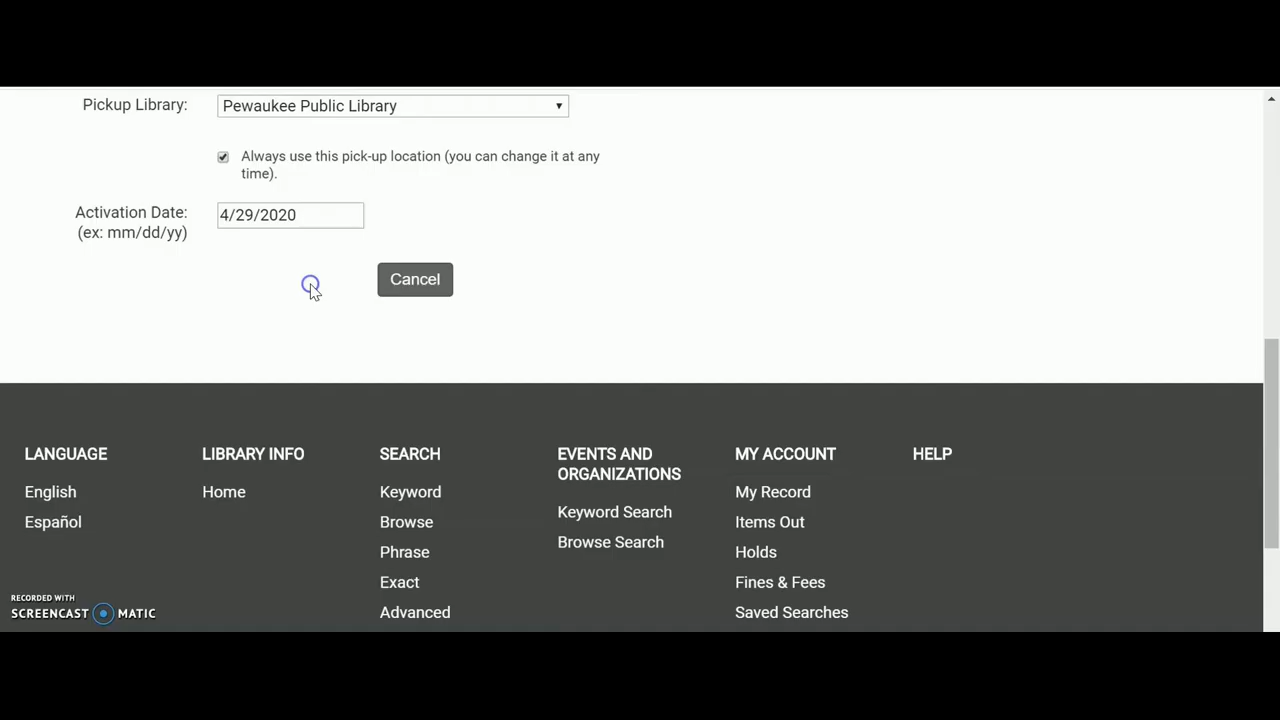 Pickup Library:
Pewaukee Public Library
Always use this pick-up location (you can change it at any
time).
Activation Date:
(ex: mm/dd/yy)
4/29/2020
Cancel
LANGUAGE
English
Español
LIBRARY INFO
Home
SEARCH
Keyword
Browse
Phrase
Exact
Advanced
EVENTS AND
ORGANIZATIONS
Keyword Search
Browse Search
MY ACCOUNT
My Record
Items Out
Holds
Fines & Fees
Saved Searches
HELP
RECORDED WITH
SCREENCAST MATIC